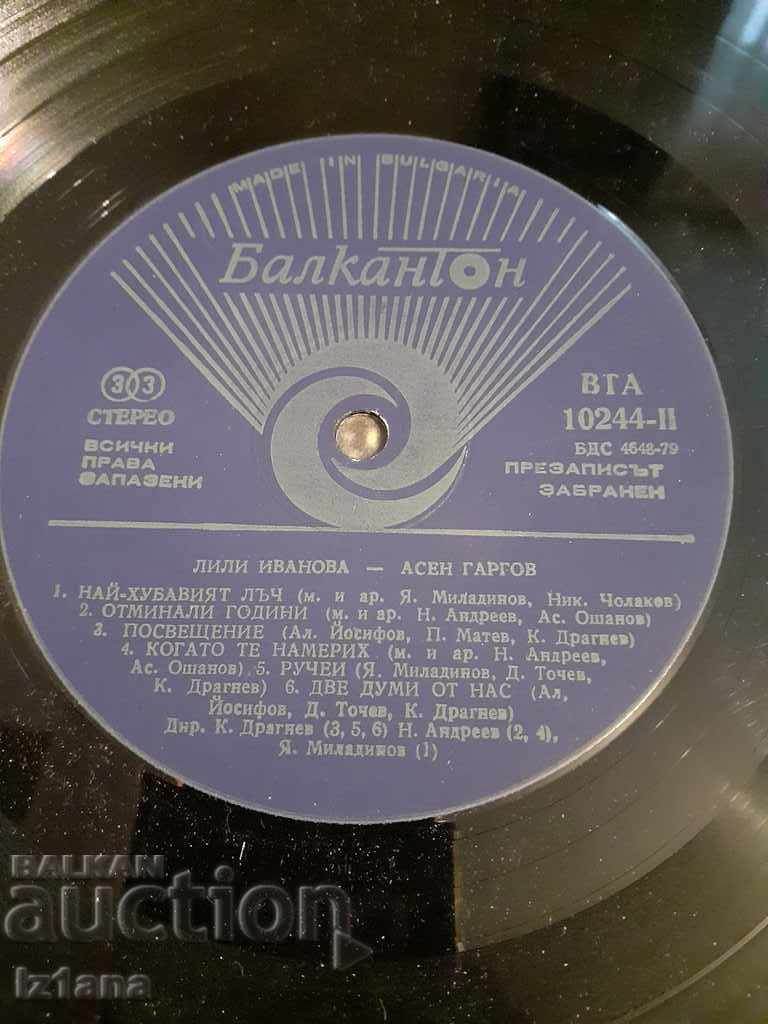 MADE IN BULGARIA
Балкантон
33
СТЕРЕО
ВСИЧКИ
ПРАВА
ЗАПАЗЕНИ
ВТА
10244-II
БДС 4648-79
ПРЕЗАПИСЪТ
ЗАБРАНЕН
ЛИЛИ ИВАНОВА — АСЕН ГАРГОВ
1. НАЙ-ХУБАВИЯТ ЛЪЧ (м. и ар. Я. Миладинов, Ник. Чолаков)
2. ОТМИНАЛИ ГОДИНИ (м. и ар. Н. Андреев, Ас. Ошанов)
3. ПОСВЕЩЕНИЕ (Ал. Йосифов, П. Матев, К. Драгнев)
4. КОГАТО ТЕ НАМЕРИХ (м. и ар. Н. Андреев,
Ас. Ошанов) 5. РУЧЕИ (Я. Миладинов, Д. Точев,
К. Драгнев) 6. ДВЕ ДУМИ ОТ НАС (Ал.
Йосифов, Д. Точев, К. Драгнев)
Дир. К. Драгнев (3, 5, 6) Н. Андреев (2, 4),
Я. Миладинов (1)
BALKAN
auction
iz1ana